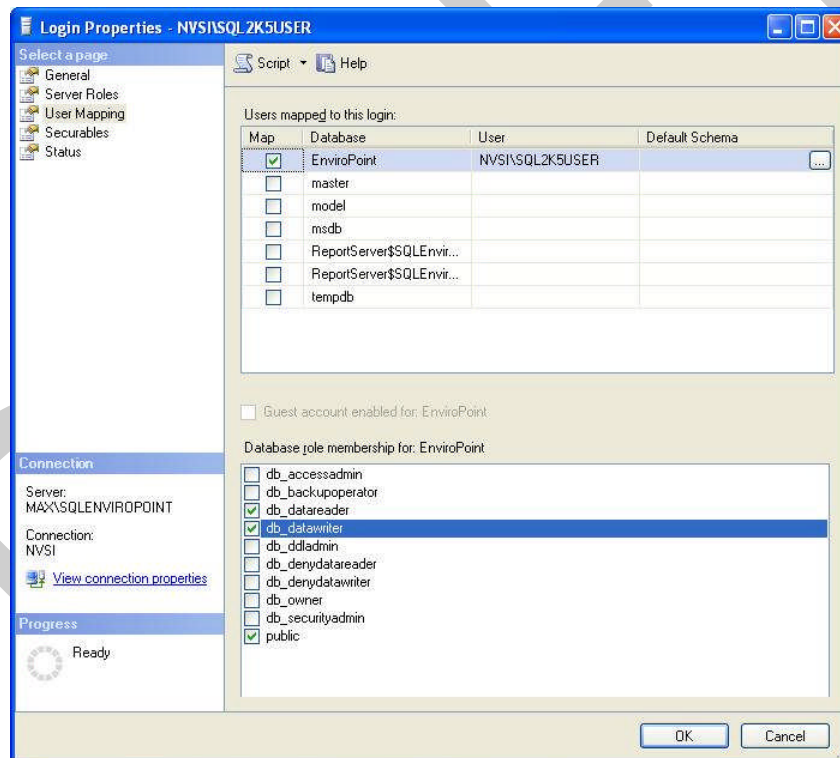 Login Properties - NVSI\SQL2K5USER
Select a page
General
Server Roles
User Mapping
Securables
Status
Script Help
Users mapped to this login:
Map Database User Default Schema
EnviroPoint NVSI\SQL2K5USER ...
master
model
msdb
ReportServer$SQLEnvir...
ReportServer$SQLEnvir...
tempdb
Guest account enabled for: EnviroPoint
Database role membership for: EnviroPoint
db_accessadmin
db_backupoperator
db_datareader
db_datawriter
db_ddladmin
db_denydatareader
db_denydatawriter
db_owner
db_securityadmin
public
Connection
Server:
MAX\SQLENVIROPOINT
Connection:
NVSI
View connection properties
Progress
Ready
OK Cancel